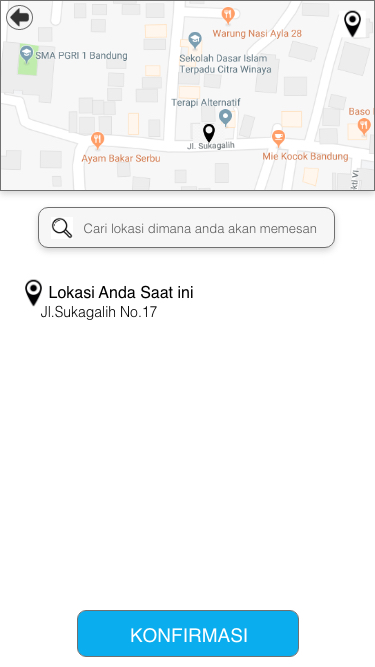 Warung Nasi Ayla 28
SMA PGRI 1 Bandung
Sekolah Dasar Islam
Terpadu Citra Winaya
Terapi Alternatif
Baso
Jl. Sukagalih
Ayam Bakar Serbu
Mie Kocok Bandung
kti VI.
Cari lokasi dimana anda akan memesan
Lokasi Anda Saat ini
Jl.Sukagalih No.17
KONFIRMASI